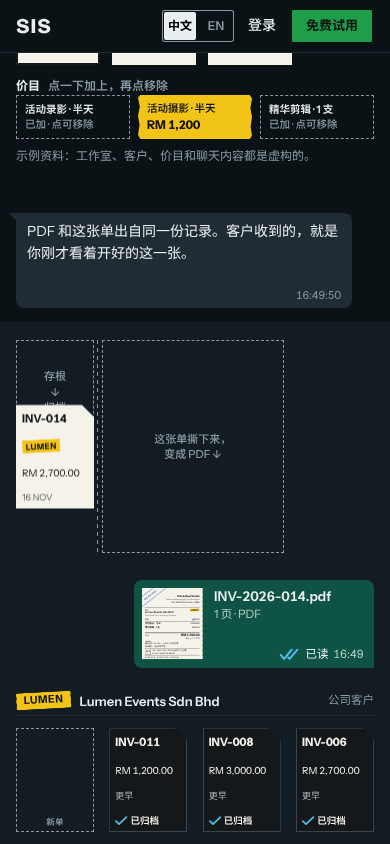 SIS
中文 EN
登录
免费试用
价目 点一下加上，再点移除
活动录影·半天
已加·点可移除
活动摄影·半天
RM 1,200
精华剪辑·1支
已加·点可移除
示例资料：工作室、客户、价目和聊天内容都是虚构的。
PDF 和这张单出自同一份记录。客户收到的，就是
你刚才看着开好的这一张。
16:49:50
存根
↓
INV-014
LUMEN
RM 2,700.00
16 NOV
这张单撕下来，
变成 PDF ↓
INV-2026-014.pdf
1页·PDF
已读 16:49
LUMEN Lumen Events Sdn Bhd 公司客户
新单
INV-011
RM 1,200.00
更早
已归档
INV-008
RM 3,000.00
更早
已归档
INV-006
RM 2,700.00
更早
已归档